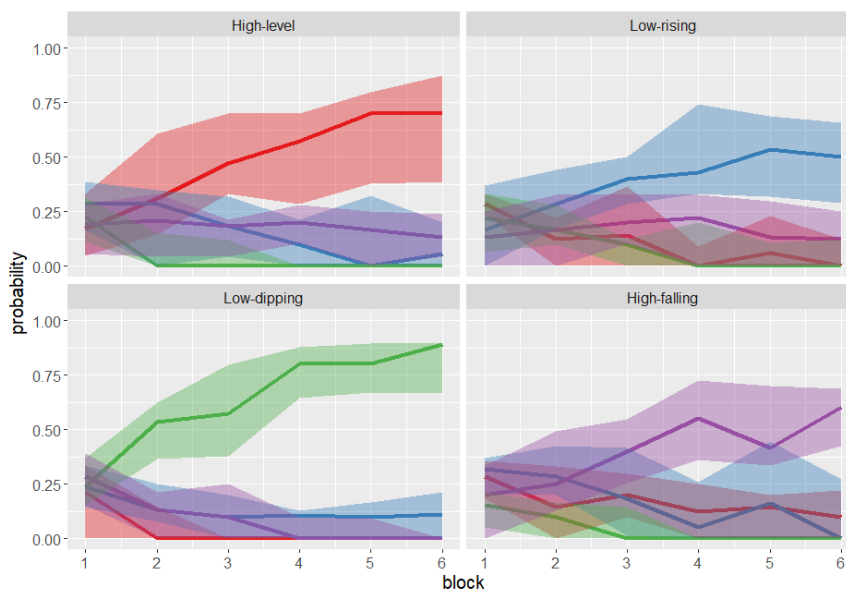 High-level
Low-rising
1.00
0.75
0.50
0.25
0.00
Low-dipping
High-falling
1.00
0.75
0.50
0.25
0.00
1 2 3 4 5 6
1 2 3 4 5 6
block
probability